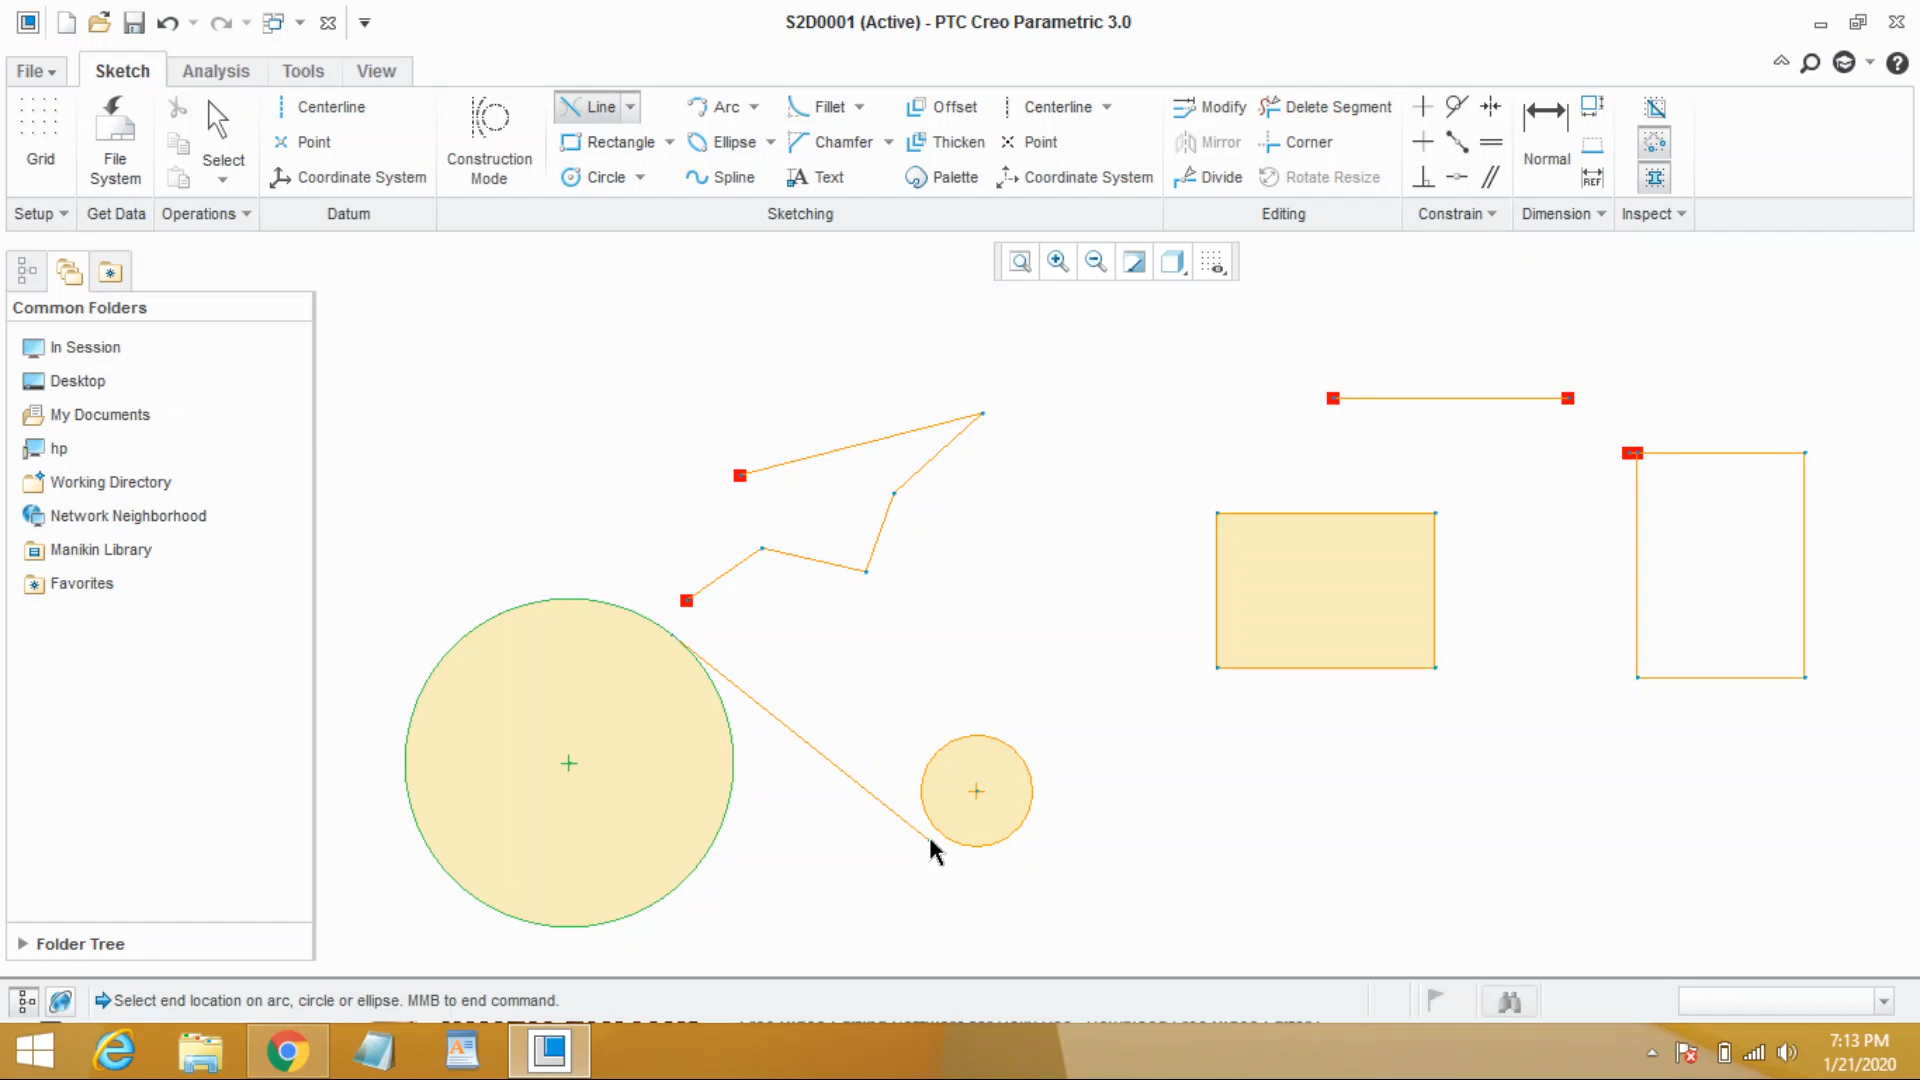 S2D0001 (Active) - PTC Creo Parametric 3.0
File
Sketch
Analysis
Tools
View
Grid
File System
Select
Centerline
Point
Coordinate System
Construction Mode
Line
Rectangle
Circle
Arc
Ellipse
Spline
Fillet
Chamfer
Text
Offset
Thicken
Palette
Centerline
Point
Coordinate System
Modify
Mirror
Divide
Delete Segment
Corner
Rotate Resize
Normal
REF
Setup
Get Data
Operations
Datum
Sketching
Editing
Constrain
Dimension
Inspect
Common Folders
In Session
Desktop
My Documents
hp
Working Directory
Network Neighborhood
Manikin Library
Favorites
Folder Tree
Select end location on arc, circle or ellipse. MMB to end command.
7:13 PM
1/21/2020